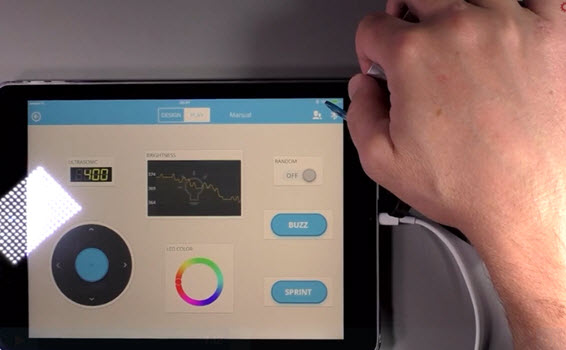 DESIGN
PLAY
Manual
ULTRASONIC
400
BRIGHTNESS
RANDOM
OFF
BUZZ
LED COLOR
SPRINT